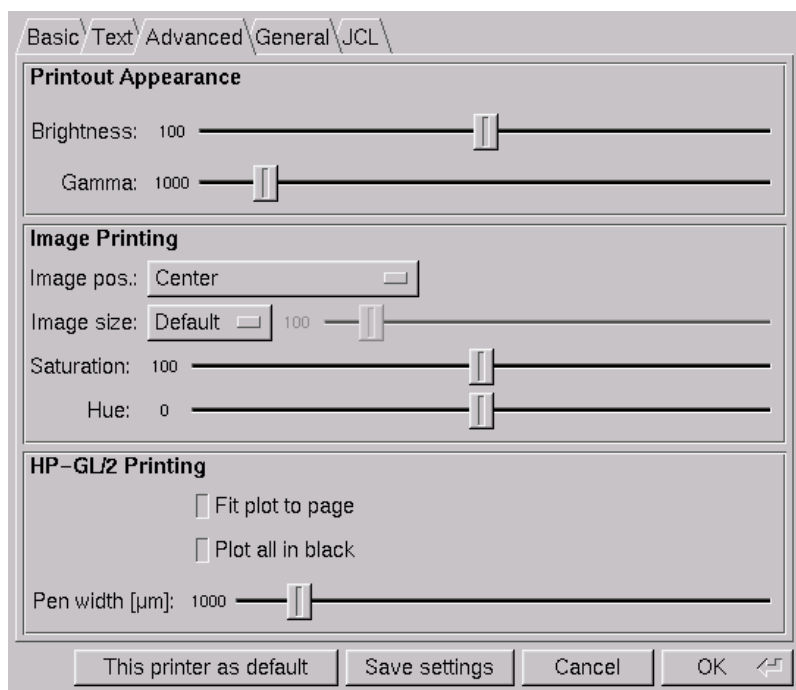 Basic Text Advanced General JCL
Printout Appearance
Brightness: 100
Gamma: 1000
Image Printing
Image pos.: Center
Image size: Default 100
Saturation: 100
Hue: 0
HP-GL/2 Printing
Fit plot to page
Plot all in black
Pen width [µm]: 1000
This printer as default Save settings Cancel OK